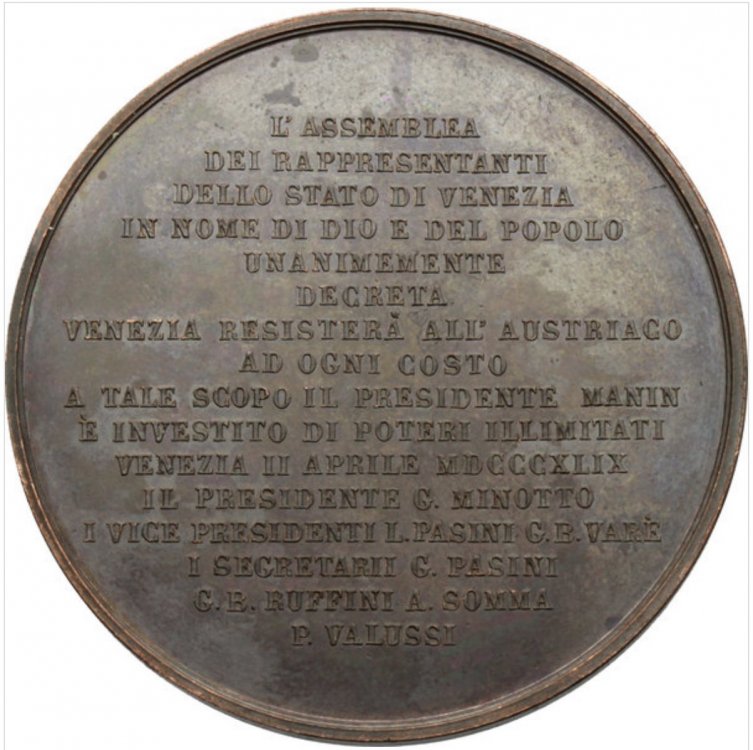 L' ASSEMBLEA
DEI RAPPRESENTANTI
DELLO STATO DI VENEZIA
IN NOME DI DIO E DEL POPOLO
UNANIMEMENTE
DECRETA
VENEZIA RESISTERÀ ALL' AUSTRIACO
AD OGNI COSTO
A TALE SCOPO IL PRESIDENTE MANIN
È INVESTITO DI POTERI ILLIMITATI
VENEZIA II APRILE MDCCCXLIX
IL PRESIDENTE G. MINOTTO
I VICE PRESIDENTI L. PASINI G. B. VARÈ
I SEGRETARII G. PASINI
G. B. RUFFINI A. SOMMA
P. VALUSSI